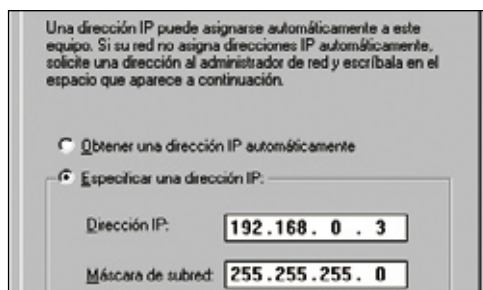 Una dirección IP puede asignarse automáticamente a este
equipo. Si su red no asigna direcciones IP automáticamente,
solicite una dirección al administrador de red y escríbala en el
espacio que aparece a continuación.
Obtener una dirección IP automáticamente
Especificar una dirección IP:
Dirección IP: 192.168. 0 . 3
Máscara de subred: 255.255.255. 0